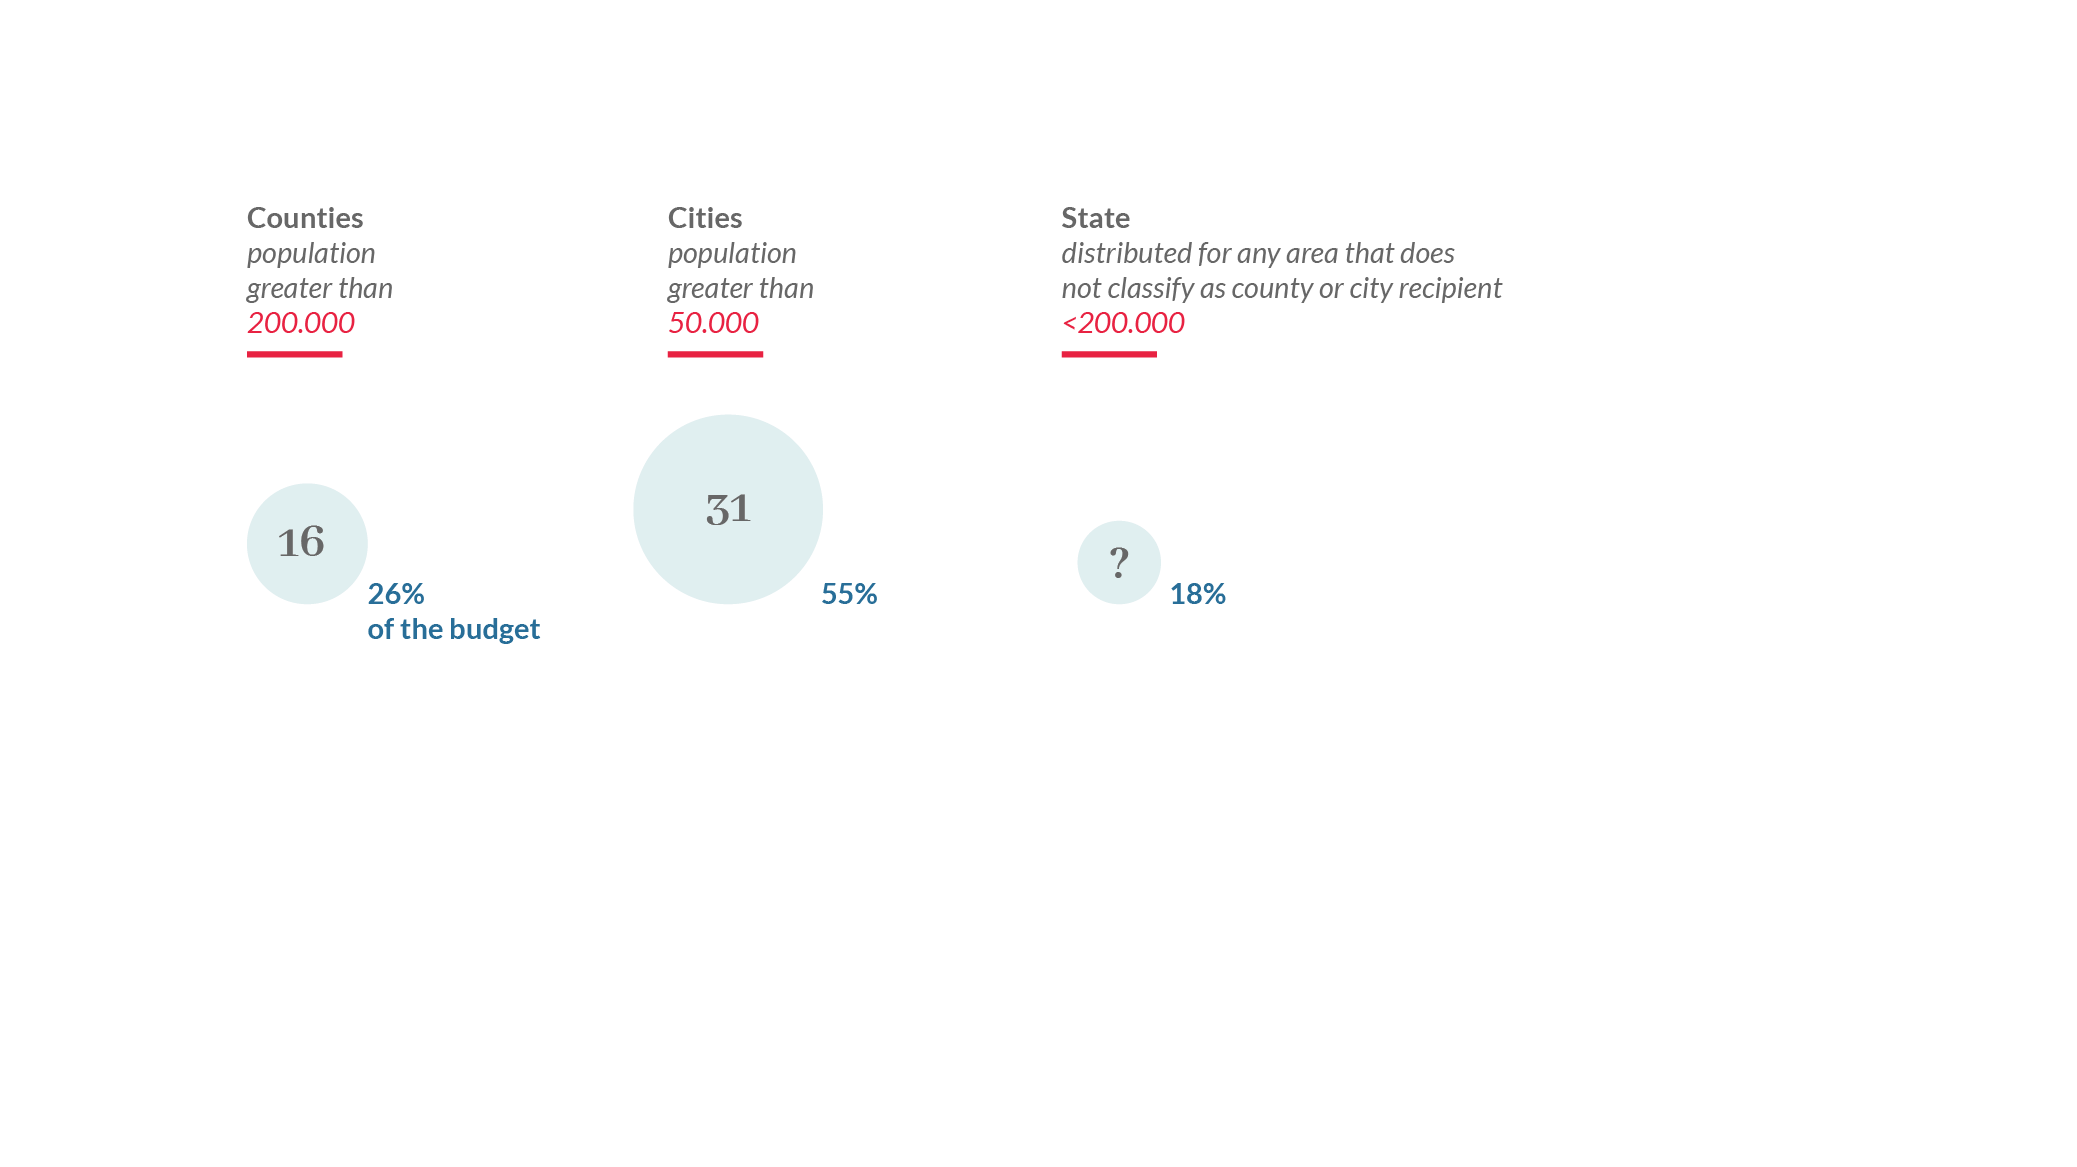 Counties
population
greater than
200.000
16
26%
of the budget
Cities
population
greater than
50.000
31
55%
State
distributed for any area that does
not classify as county or city recipient
<200.000
?
18%